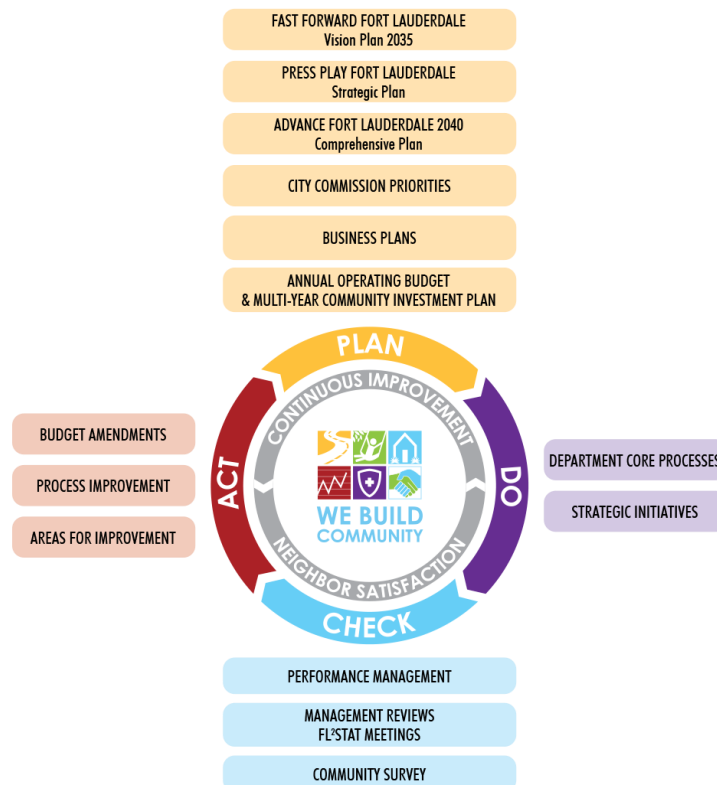 FAST FORWARD FORT LAUDERDALE
Vision Plan 2035
PRESS PLAY FORT LAUDERDALE
Strategic Plan
ADVANCE FORT LAUDERDALE 2040
Comprehensive Plan
CITY COMMISSION PRIORITIES
BUSINESS PLANS
ANNUAL OPERATING BUDGET
& MULTI-YEAR COMMUNITY INVESTMENT PLAN
PLAN
CONTINUOUS IMPROVEMENT
ACT
BUDGET AMENDMENTS
PROCESS IMPROVEMENT
AREAS FOR IMPROVEMENT
WE BUILD
COMMUNITY
DO
DEPARTMENT CORE PROCESSES
STRATEGIC INITIATIVES
NEIGHBOR SATISFACTION
CHECK
PERFORMANCE MANAGEMENT
MANAGEMENT REVIEWS
FL²STAT MEETINGS
COMMUNITY SURVEY